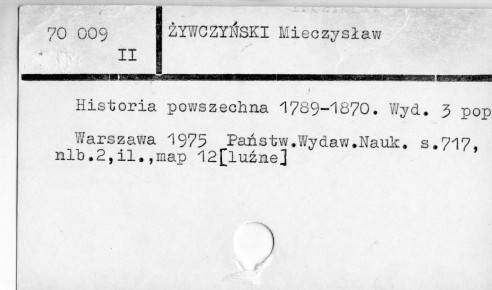 70 009
II
ŻYWCZYŃSKI Mieczysław
Historia powszechna 1789-1870. Wyd. 3 pop
Warszawa 1975 Państw.Wydaw.Nauk. s.717,
nlb.2,il.,map 12[luźne]